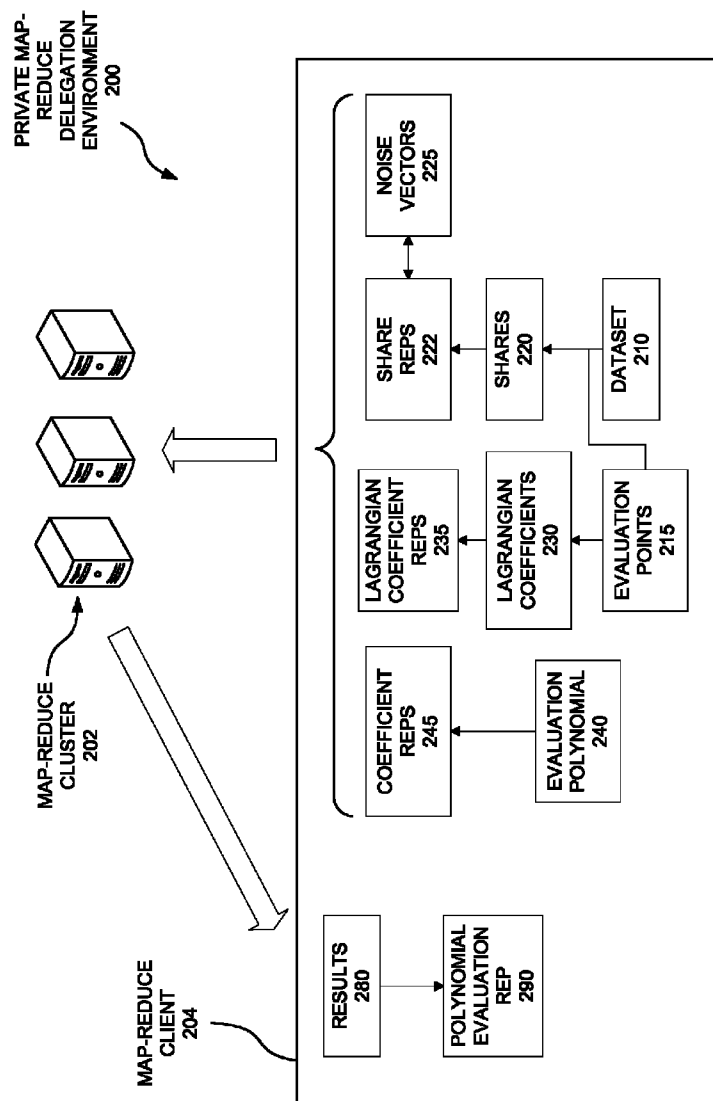 PRIVATE MAP-
REDUCE
DELEGATION
ENVIRONMENT
200
MAP-REDUCE
CLUSTER
202
MAP-REDUCE
CLIENT
204
RESULTS
280
POLYNOMIAL
EVALUATION
REP
290
COEFFICIENT
REPS
245
EVALUATION
POLYNOMIAL
240
LAGRANGIAN
COEFFICIENT
REPS
235
LAGRANGIAN
COEFFICIENTS
230
EVALUATION
POINTS
215
SHARE
REPS
222
SHARES
220
DATASET
210
NOISE
VECTORS
225